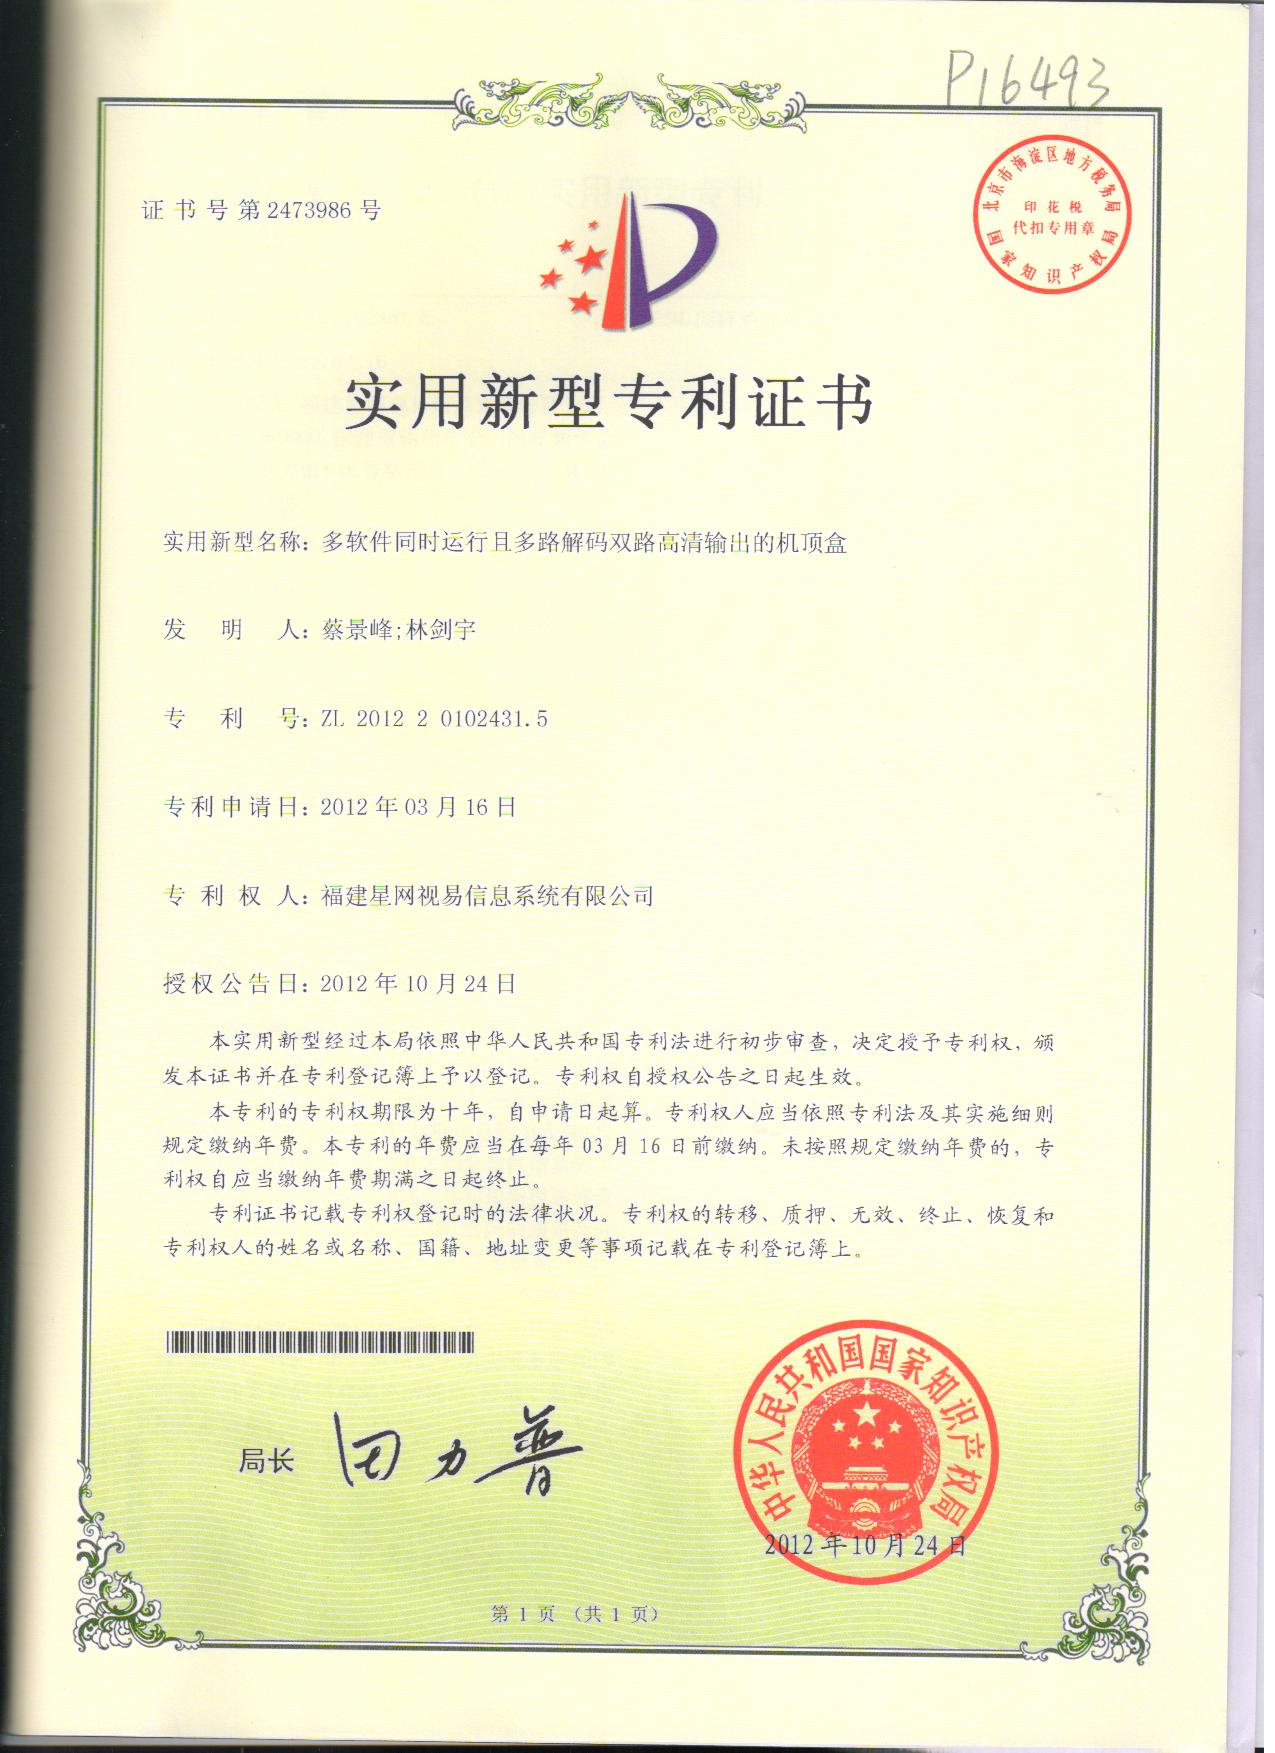 P16493
北京市海淀区地方税务局
印花税
代扣专用章
国家知识产权局
证书号第2473986号
实用新型专利证书
实用新型名称：多软件同时运行且多路解码双路高清输出的机顶盒
发明人：蔡景峰;林剑宇
专利号：ZL 2012 2 0102431.5
专利申请日：2012年03月16日
专利权人：福建星网视易信息系统有限公司
授权公告日：2012年10月24日
本实用新型经过本局依照中华人民共和国专利法进行初步审查，决定授予专利权，颁
发本证书并在专利登记簿上予以登记。专利权自授权公告之日起生效。
本专利的专利权期限为十年，自申请日起算。专利权人应当依照专利法及其实施细则
规定缴纳年费。本专利的年费应当在每年03月16日前缴纳。未按照规定缴纳年费的，专
利权自应当缴纳年费期满之日起终止。
专利证书记载专利权登记时的法律状况。专利权的转移、质押、无效、终止、恢复和
专利权人的姓名或名称、国籍、地址变更等事项记载在专利登记簿上。
局长 田力普
中华人民共和国国家知识产权局
2012年10月24日
第1页（共1页）